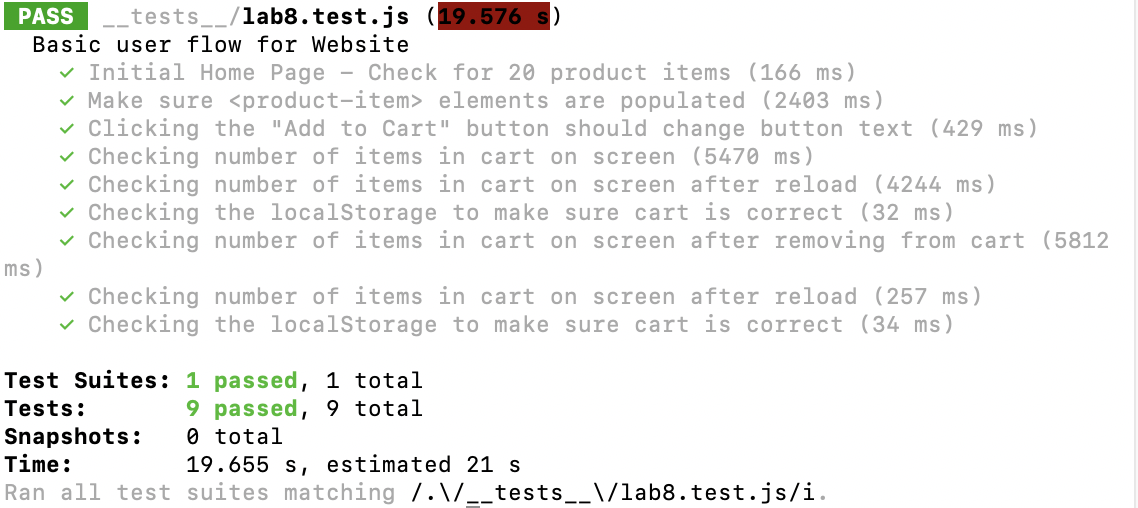 PASS __tests__/lab8.test.js (19.576 s)
Basic user flow for Website
✓ Initial Home Page – Check for 20 product items (166 ms)
✓ Make sure <product-item> elements are populated (2403 ms)
✓ Clicking the "Add to Cart" button should change button text (429 ms)
✓ Checking number of items in cart on screen (5470 ms)
✓ Checking number of items in cart on screen after reload (4244 ms)
✓ Checking the localStorage to make sure cart is correct (32 ms)
✓ Checking number of items in cart on screen after removing from cart (5812
ms)
✓ Checking number of items in cart on screen after reload (257 ms)
✓ Checking the localStorage to make sure cart is correct (34 ms)
Test Suites: 1 passed, 1 total
Tests: 9 passed, 9 total
Snapshots: 0 total
Time: 19.655 s, estimated 21 s
Ran all test suites matching /.\/__tests__\/lab8.test.js/i.